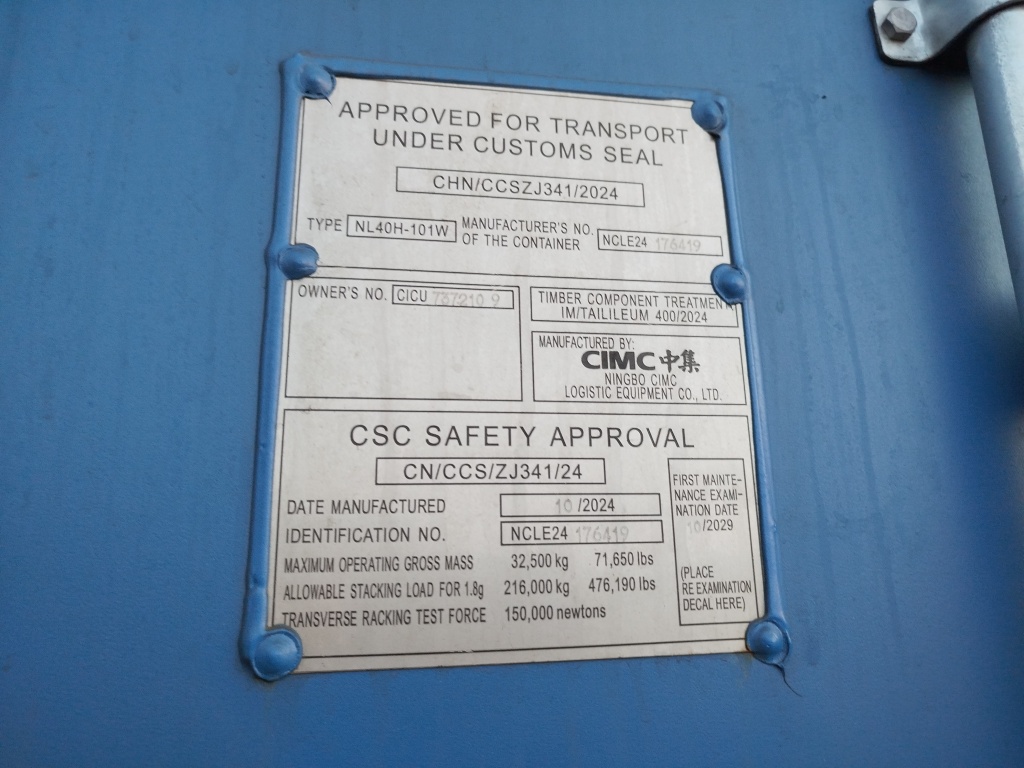 APPROVED FOR TRANSPORT
UNDER CUSTOMS SEAL
CHN/CCSZJ341/2024
TYPE NL40H-101W MANUFACTURER'S NO. OF THE CONTAINER NCLE24 176419
OWNER'S NO. CICU 737210 9
TIMBER COMPONENT TREATMENT
IM/TAILILEUM 400/2024
MANUFACTURED BY:
CIMC中集
NINGBO CIMC
LOGISTIC EQUIPMENT CO., LTD.
CSC SAFETY APPROVAL
CN/CCS/ZJ341/24
DATE MANUFACTURED 10/2024
IDENTIFICATION NO. NCLE24 176419
MAXIMUM OPERATING GROSS MASS 32,500 kg 71,650 lbs
ALLOWABLE STACKING LOAD FOR 1.8g 216,000 kg 476,190 lbs
TRANSVERSE RACKING TEST FORCE 150,000 newtons
FIRST MAINTE-
NANCE EXAMI-
NATION DATE
10/2029
(PLACE
RE EXAMINATION
DECAL HERE)